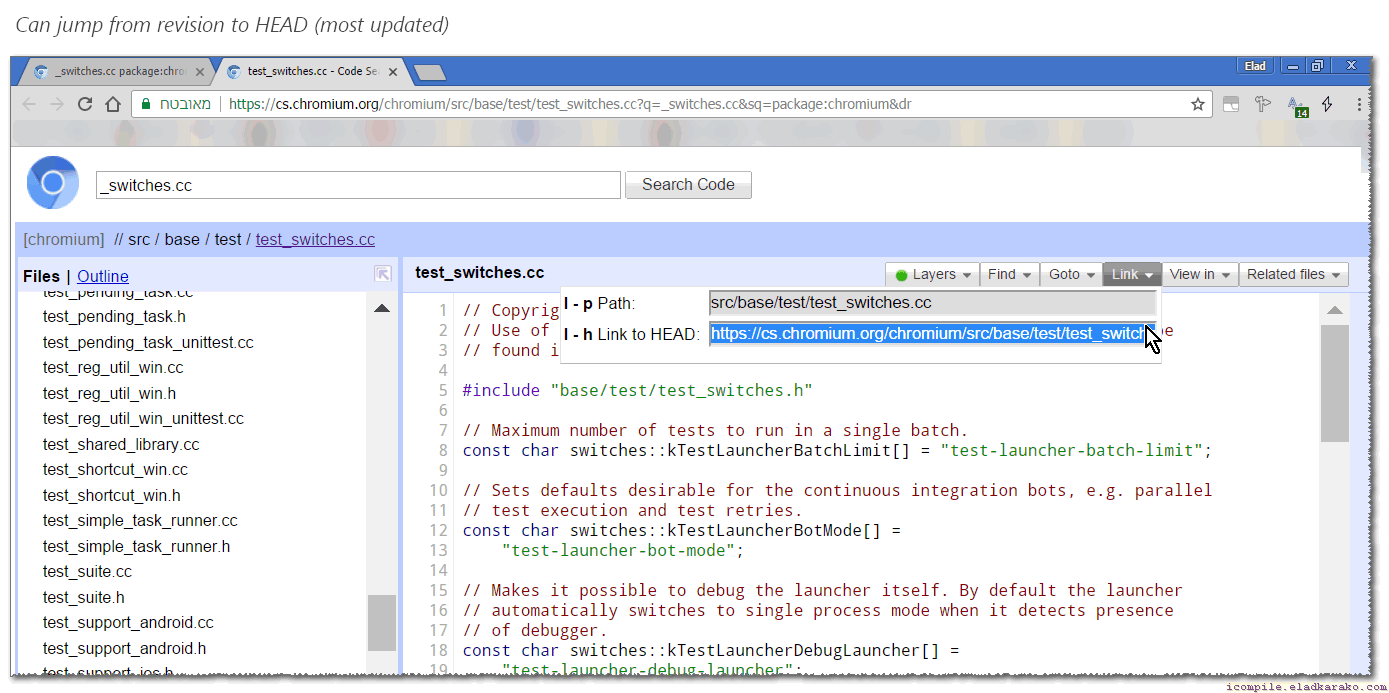 Can jump from revision to HEAD (most updated)
_switches.cc package:chro
test_switches.cc - Code Se
Elad
מאובטח
https://cs.chromium.org/chromium/src/base/test/test_switches.cc?q=_switches.cc&sq=package:chromium&dr
14
_switches.cc
Search Code
[chromium] // src / base / test / test_switches.cc
Files | Outline
test_pending_task.cc
test_pending_task.h
test_pending_task_unittest.cc
test_reg_util_win.cc
test_reg_util_win.h
test_reg_util_win_unittest.cc
test_shared_library.cc
test_shortcut_win.cc
test_shortcut_win.h
test_simple_task_runner.cc
test_simple_task_runner.h
test_suite.cc
test_suite.h
test_support_android.cc
test_support_android.h
test_support_ios.h
test_switches.cc
Layers
Find
Goto
Link
View in
Related files
l - p Path: src/base/test/test_switches.cc
l - h Link to HEAD: https://cs.chromium.org/chromium/src/base/test/test_switch
1 // Copyrig
2 // Use of
3 // found i
4
5 #include "base/test/test_switches.h"
6
7 // Maximum number of tests to run in a single batch.
8 const char switches::kTestLauncherBatchLimit[] = "test-launcher-batch-limit";
9
10 // Sets defaults desirable for the continuous integration bots, e.g. parallel
11 // test execution and test retries.
12 const char switches::kTestLauncherBotMode[] =
13 "test-launcher-bot-mode";
14
15 // Makes it possible to debug the launcher itself. By default the launcher
16 // automatically switches to single process mode when it detects presence
17 // of debugger.
18 const char switches::kTestLauncherDebugLauncher[] =
19 "test-launcher-debug-launcher";
icompile.eladkarako.com